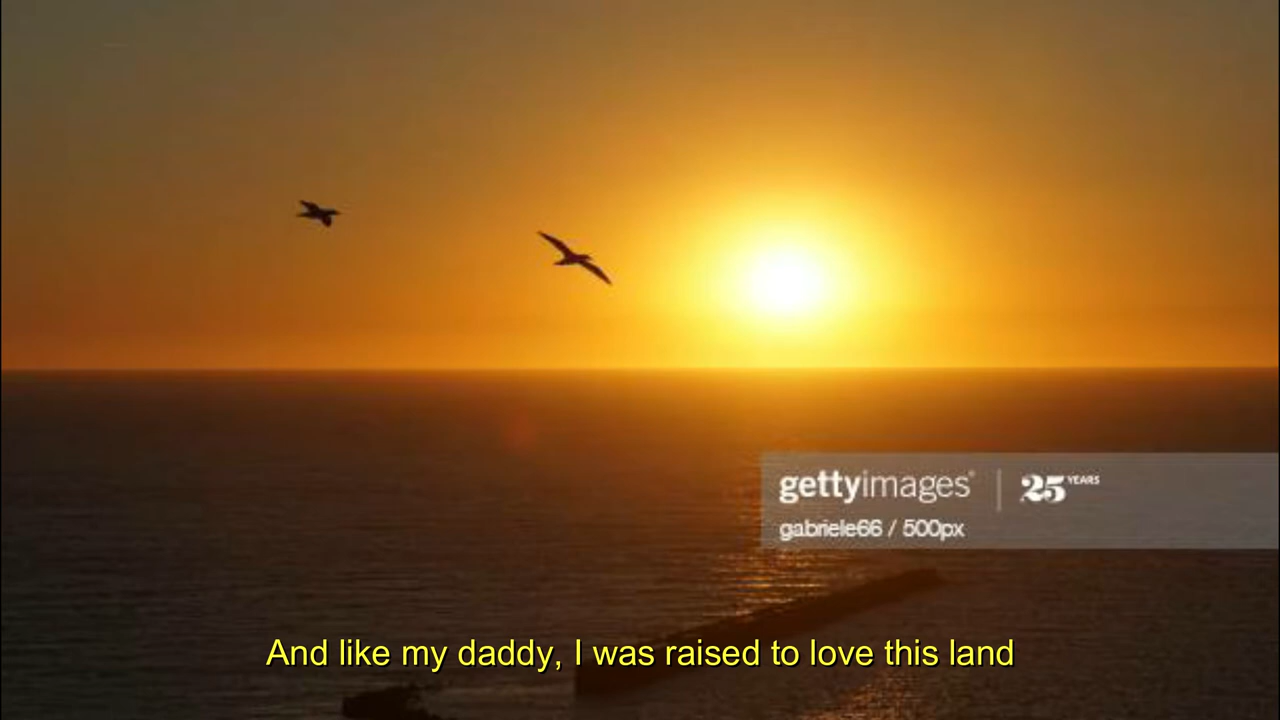 gettyimages® | 25 YEARS
gabriele66 / 500px
And like my daddy, I was raised to love this land